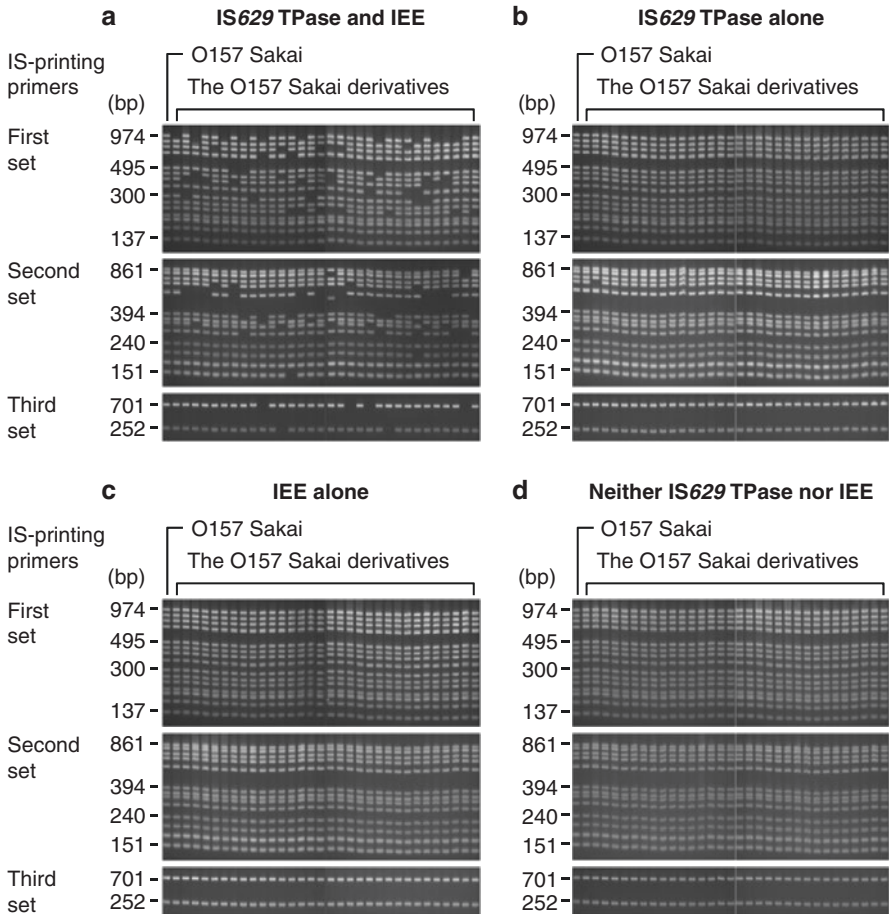 a IS629 TPase and IEE
IS-printing primers
(bp)
O157 Sakai
The O157 Sakai derivatives
First set
974
495
300
137
Second set
861
394
240
151
Third set
701
252
b IS629 TPase alone
O157 Sakai
The O157 Sakai derivatives
(bp)
974
495
300
137
861
394
240
151
701
252
c IEE alone
IS-printing primers
(bp)
O157 Sakai
The O157 Sakai derivatives
First set
974
495
300
137
Second set
861
394
240
151
Third set
701
252
d Neither IS629 TPase nor IEE
O157 Sakai
The O157 Sakai derivatives
(bp)
974
495
300
137
861
394
240
151
701
252